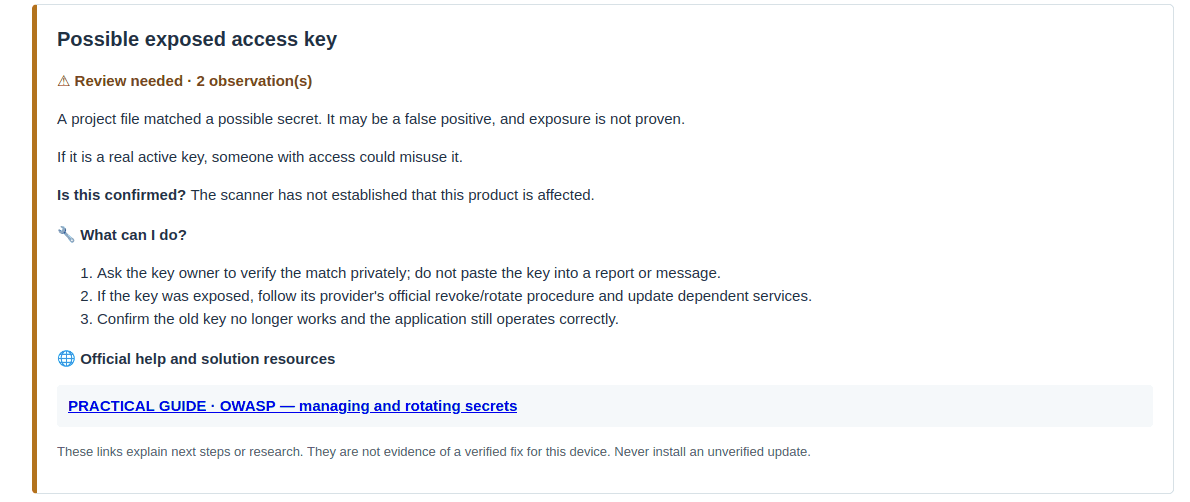 Possible exposed access key
⚠ Review needed · 2 observation(s)
A project file matched a possible secret. It may be a false positive, and exposure is not proven.
If it is a real active key, someone with access could misuse it.
Is this confirmed? The scanner has not established that this product is affected.
🔧 What can I do?
1. Ask the key owner to verify the match privately; do not paste the key into a report or message.
2. If the key was exposed, follow its provider's official revoke/rotate procedure and update dependent services.
3. Confirm the old key no longer works and the application still operates correctly.
🌐 Official help and solution resources
PRACTICAL GUIDE · OWASP — managing and rotating secrets
These links explain next steps or research. They are not evidence of a verified fix for this device. Never install an unverified update.